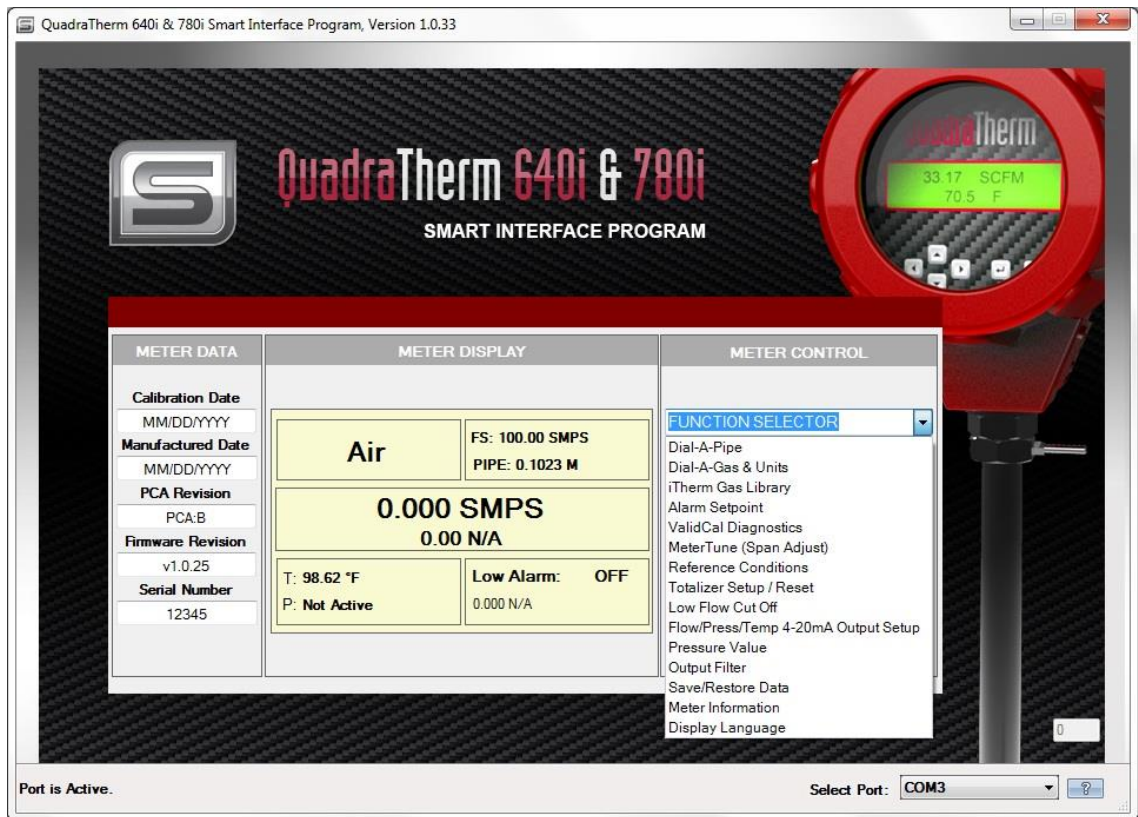 QuadraTherm 640i & 780i Smart Interface Program, Version 1.0.33
QuadraTherm 640i & 780i
SMART INTERFACE PROGRAM
QuadraTherm
33.17 SCFM
70.5 F
METER DATA
Calibration Date
MM/DD/YYYY
Manufactured Date
MM/DD/YYYY
PCA Revision
PCA:B
Firmware Revision
v1.0.25
Serial Number
12345
METER DISPLAY
Air
FS: 100.00 SMPS
PIPE: 0.1023 M
0.000 SMPS
0.00 N/A
T: 98.62 °F
P: Not Active
Low Alarm: OFF
0.000 N/A
METER CONTROL
FUNCTION SELECTOR
Dial-A-Pipe
Dial-A-Gas & Units
iTherm Gas Library
Alarm Setpoint
ValidCal Diagnostics
MeterTune (Span Adjust)
Reference Conditions
Totalizer Setup / Reset
Low Flow Cut Off
Flow/Press/Temp 4-20mA Output Setup
Pressure Value
Output Filter
Save/Restore Data
Meter Information
Display Language
0
Port is Active.
Select Port: COM3
?